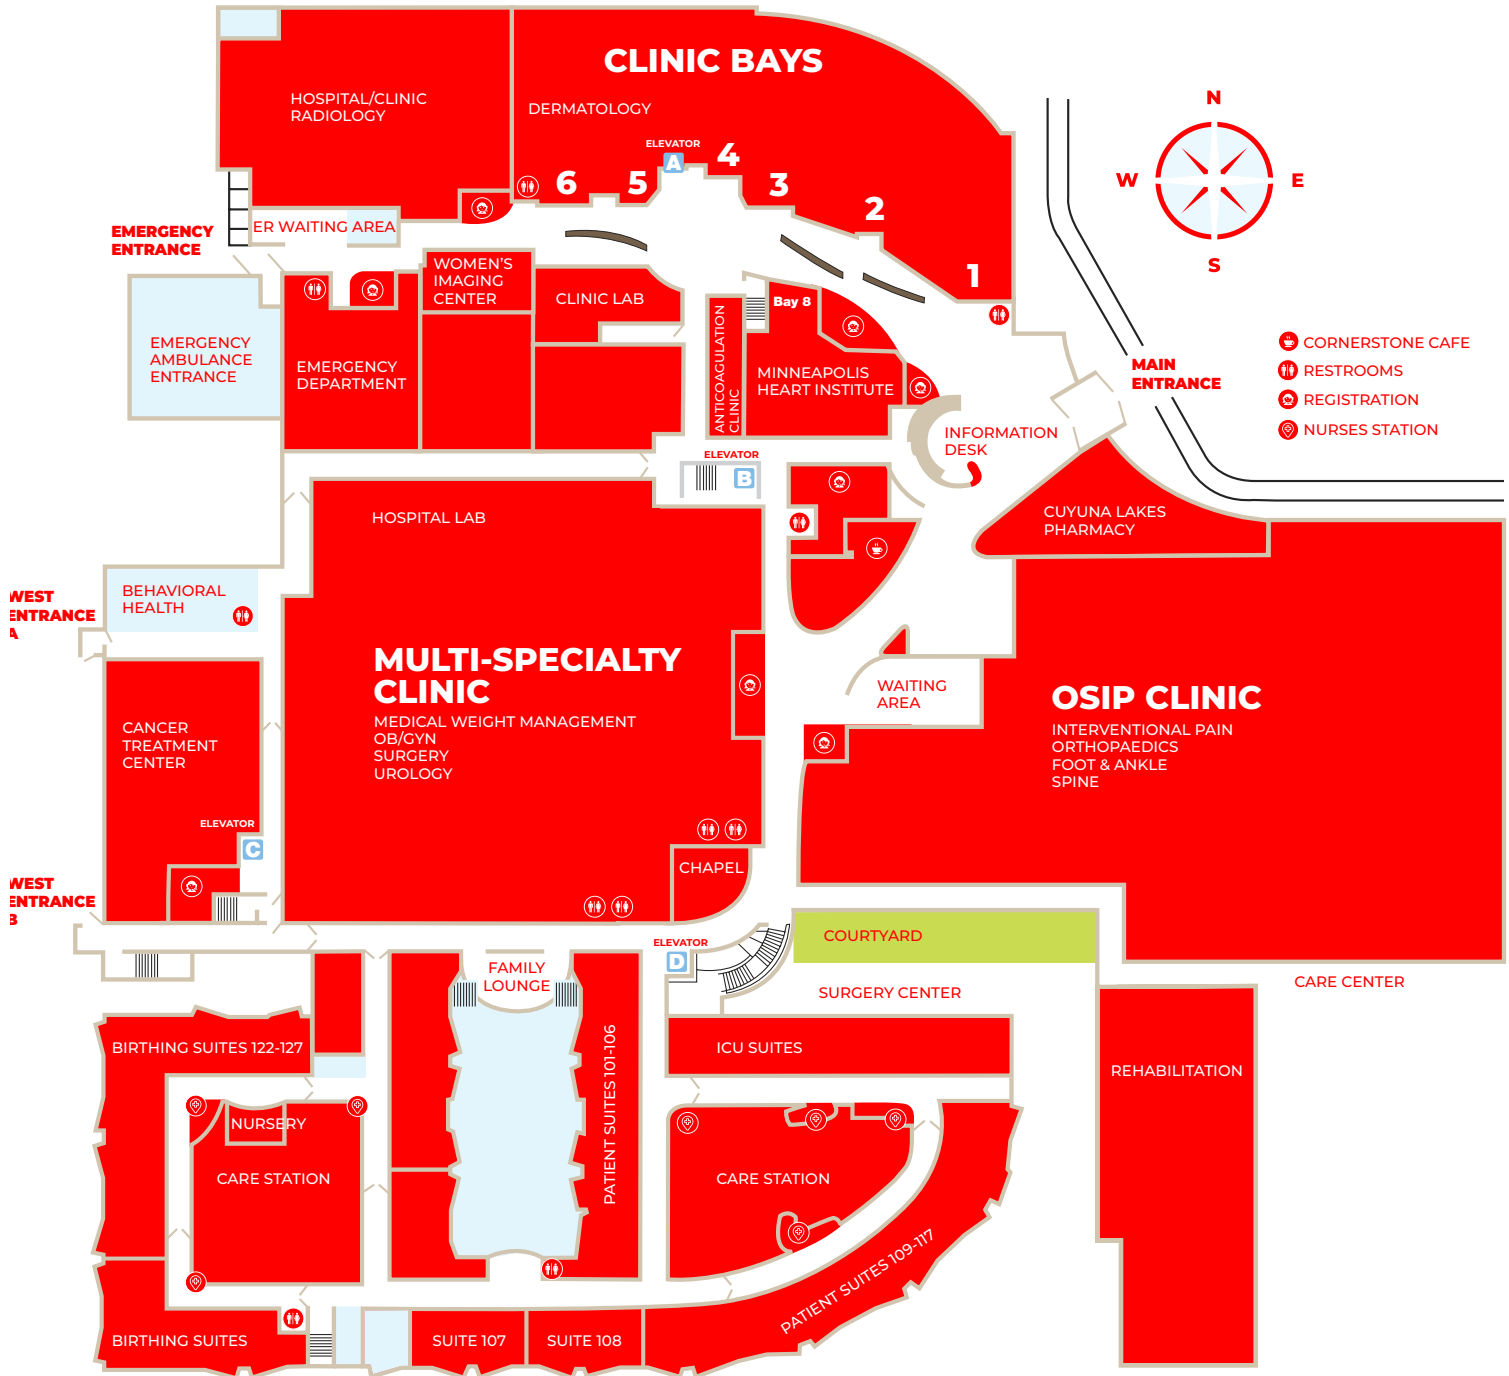 CLINIC BAYS
HOSPITAL/CLINIC
RADIOLOGY
DERMATOLOGY
ELEVATOR
A
6
5
4
3
2
1
N
W
E
S
EMERGENCY
ENTRANCE
ER WAITING AREA
WOMEN'S
IMAGING
CENTER
CLINIC LAB
Bay 8
ANTICOAGULATION
CLINIC
MINNEAPOLIS
HEART INSTITUTE
EMERGENCY
AMBULANCE
ENTRANCE
EMERGENCY
DEPARTMENT
MAIN
ENTRANCE
CORNERSTONE CAFE
RESTROOMS
REGISTRATION
NURSES STATION
INFORMATION
DESK
ELEVATOR
B
HOSPITAL LAB
CUYUNA LAKES
PHARMACY
WEST
ENTRANCE
A
BEHAVIORAL
HEALTH
MULTI-SPECIALTY
CLINIC
MEDICAL WEIGHT MANAGEMENT
OB/GYN
SURGERY
UROLOGY
WAITING
AREA
OSIP CLINIC
INTERVENTIONAL PAIN
ORTHOPAEDICS
FOOT & ANKLE
SPINE
CANCER
TREATMENT
CENTER
ELEVATOR
C
CHAPEL
WEST
ENTRANCE
B
ELEVATOR
D
COURTYARD
FAMILY
LOUNGE
SURGERY CENTER
CARE CENTER
BIRTHING SUITES 122-127
PATIENT SUITES 101-106
ICU SUITES
REHABILITATION
NURSERY
CARE STATION
CARE STATION
PATIENT SUITES 109-117
BIRTHING SUITES
SUITE 107
SUITE 108